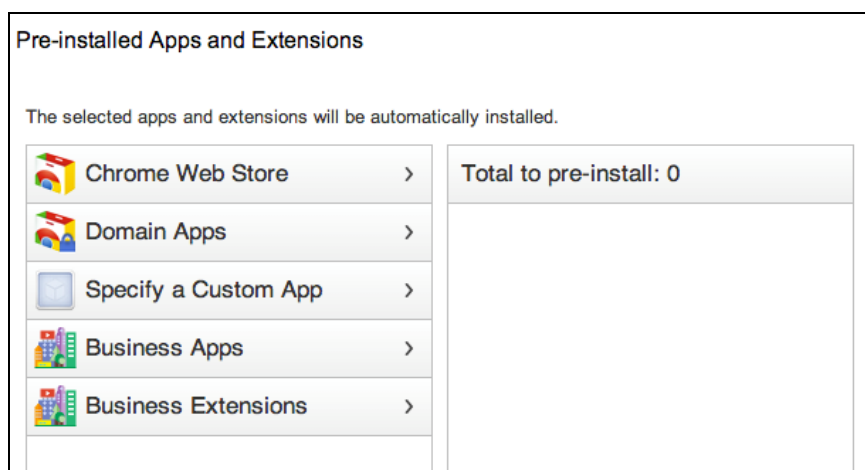 Pre-installed Apps and Extensions
The selected apps and extensions will be automatically installed.
Chrome Web Store
Total to pre-install: 0
Domain Apps
Specify a Custom App
Business Apps
Business Extensions